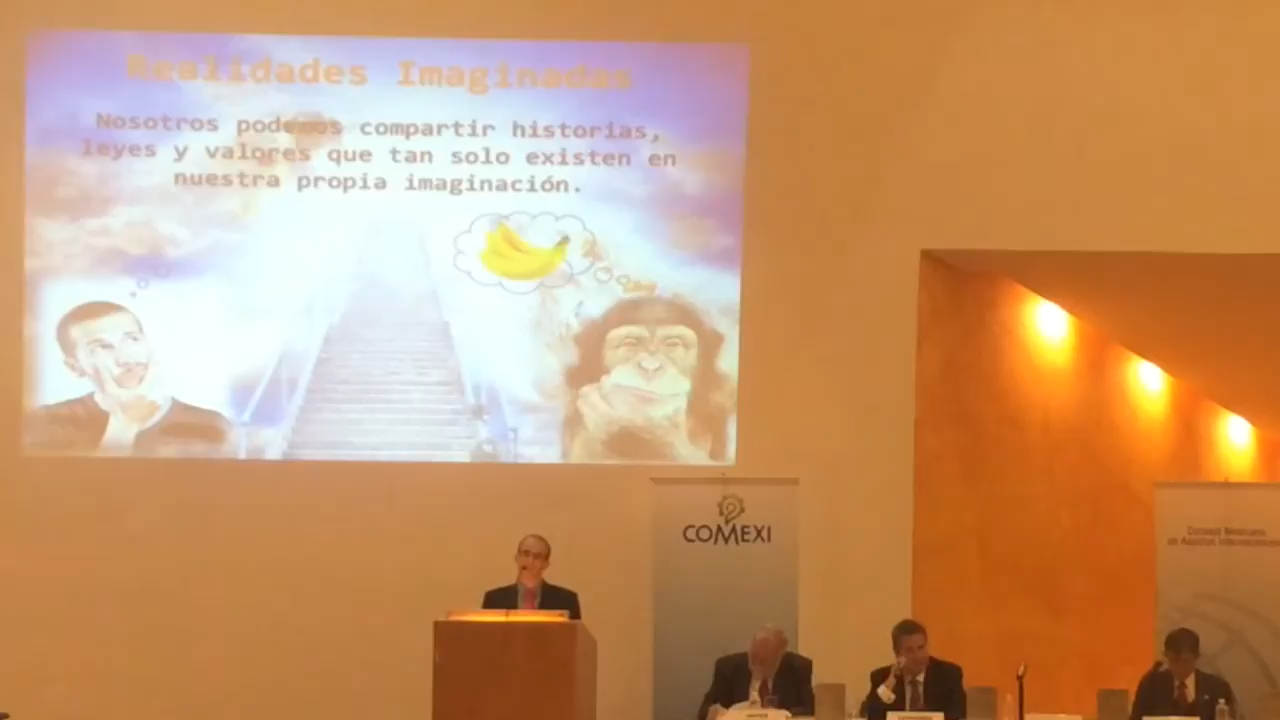 Realidades Imaginadas
Nosotros podemos compartir historias,
leyes y valores que tan solo existen en
nuestra propia imaginación.
COMEXI
Consejo Mexicano
de Asuntos Internacionales